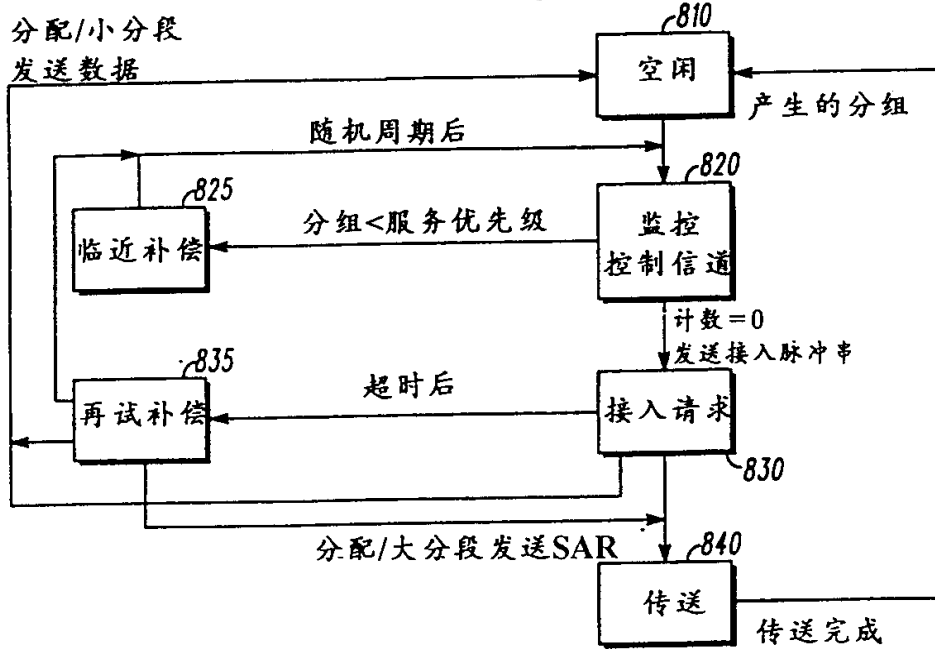 分配/小分段
发送数据
810
空闲
产生的分组
随机周期后
820
825
监控
控制信道
分组<服务优先级
临近补偿
计数=0
发送接入脉冲串
835
超时后
再试补偿
接入请求
830
分配/大分段发送SAR
840
传送
传送完成